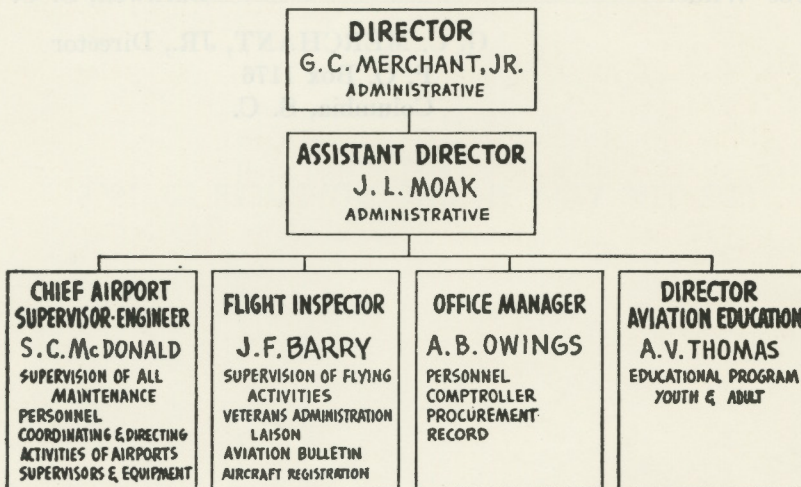 DIRECTOR
G.C. MERCHANT, JR.
ADMINISTRATIVE
ASSISTANT DIRECTOR
J. L. MOAK
ADMINISTRATIVE
CHIEF AIRPORT
SUPERVISOR-ENGINEER
S.C. McDONALD
SUPERVISION OF ALL
MAINTENANCE
PERSONNEL
COORDINATING & DIRECTING
ACTIVITIES OF AIRPORTS
SUPERVISORS & EQUIPMENT
FLIGHT INSPECTOR
J.F. BARRY
SUPERVISION OF FLYING
ACTIVITIES
VETERANS ADMINISTRATION
LAISON
AVIATION BULLETIN
AIRCRAFT REGISTRATION
OFFICE MANAGER
A.B. OWINGS
PERSONNEL
COMPTROLLER
PROCUREMENT
RECORD
DIRECTOR
AVIATION EDUCATION
A.V. THOMAS
EDUCATIONAL PROGRAM
YOUTH & ADULT